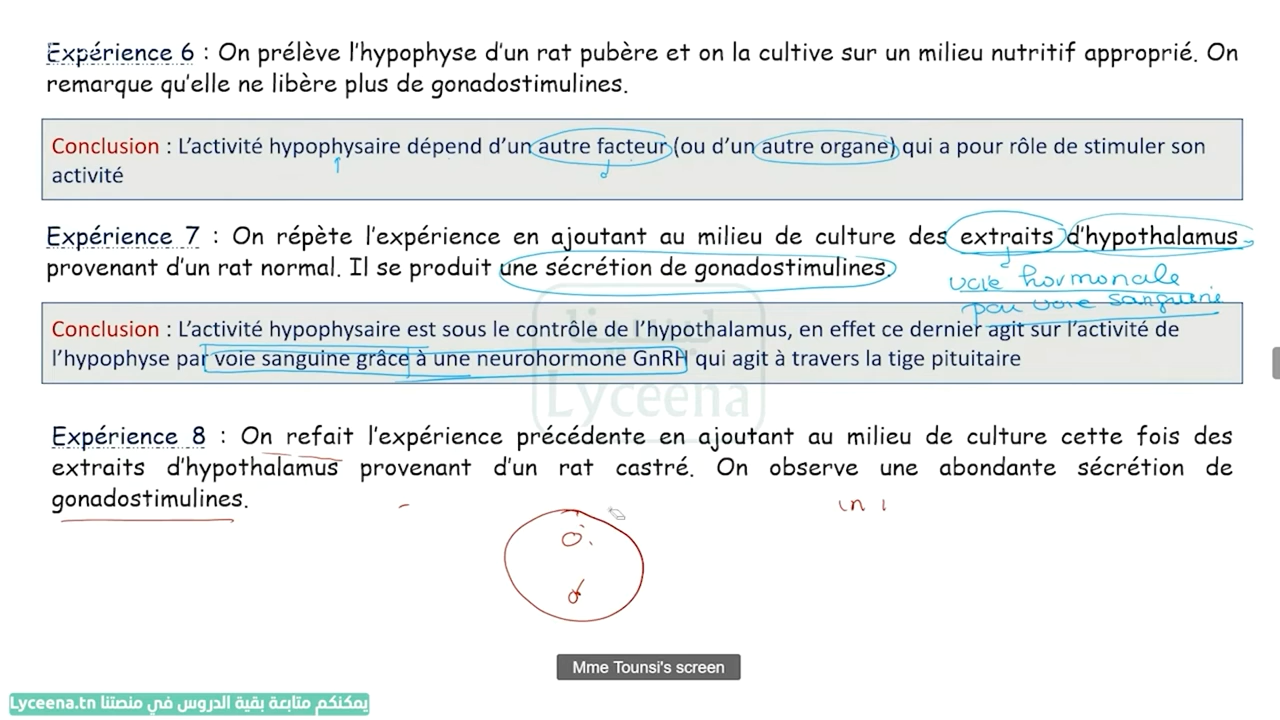 Expérience 6 : On prélève l'hypophyse d'un rat pubère et on la cultive sur un milieu nutritif approprié. On
remarque qu'elle ne libère plus de gonadostimulines.
Conclusion : L'activité hypophysaire dépend d'un autre facteur (ou d'un autre organe) qui a pour rôle de stimuler son
activité
Expérience 7 : On répète l'expérience en ajoutant au milieu de culture des extraits d'hypothalamus
provenant d'un rat normal. Il se produit une sécrétion de gonadostimulines.
voie hormonale
par voie sanguine
Conclusion : L'activité hypophysaire est sous le contrôle de l'hypothalamus, en effet ce dernier agit sur l'activité de
l'hypophyse par voie sanguine grâce à une neurohormone GnRH qui agit à travers la tige pituitaire
ليسينا
Lyceena
Expérience 8 : On refait l'expérience précédente en ajoutant au milieu de culture cette fois des
extraits d'hypothalamus provenant d'un rat castré. On observe une abondante sécrétion de
gonadostimulines.
in
Mme Tounsi's screen
يمكنكم متابعة بقية الدروس في منصتنا Lyceena.tn